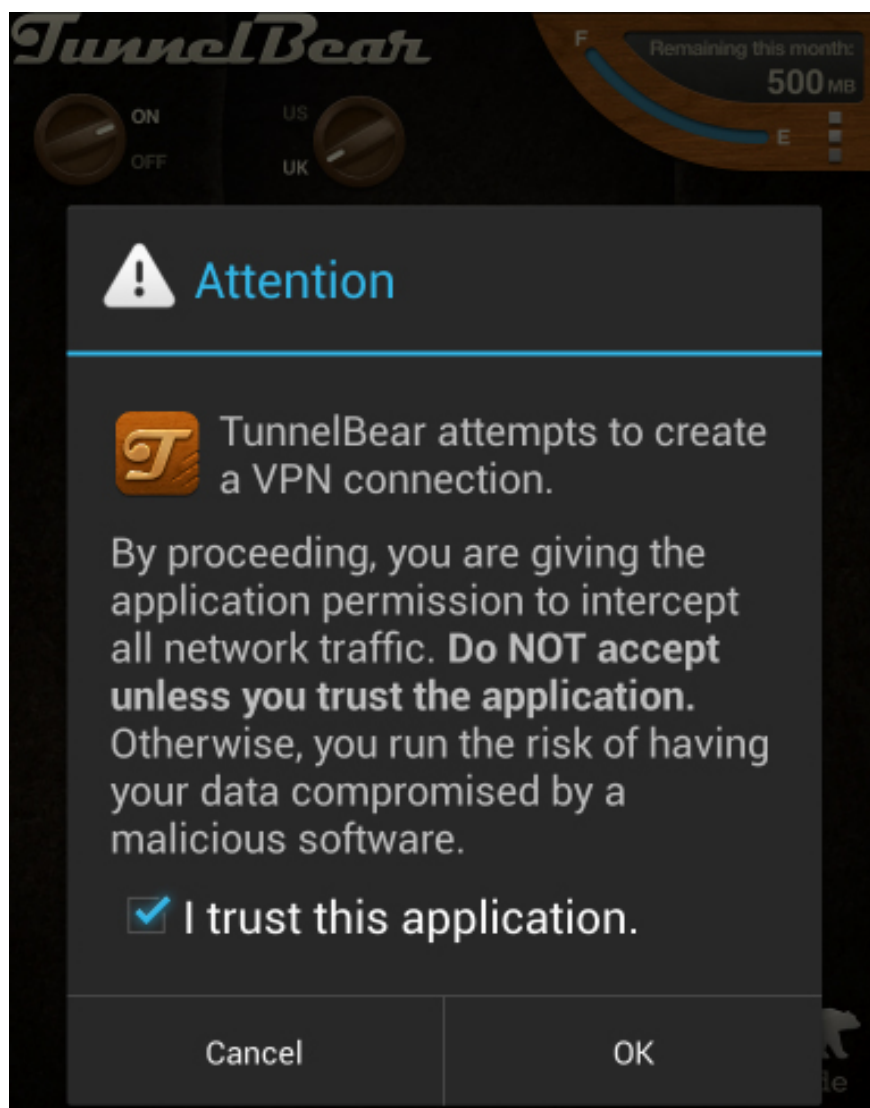 TunnelBear
F
Remaining this month:
500 MB
ON
US
E
OFF
UK
Attention
T
TunnelBear attempts to create
a VPN connection.
By proceeding, you are giving the
application permission to intercept
all network traffic. Do NOT accept
unless you trust the application.
Otherwise, you run the risk of having
your data compromised by a
malicious software.
I trust this application.
Cancel
OK